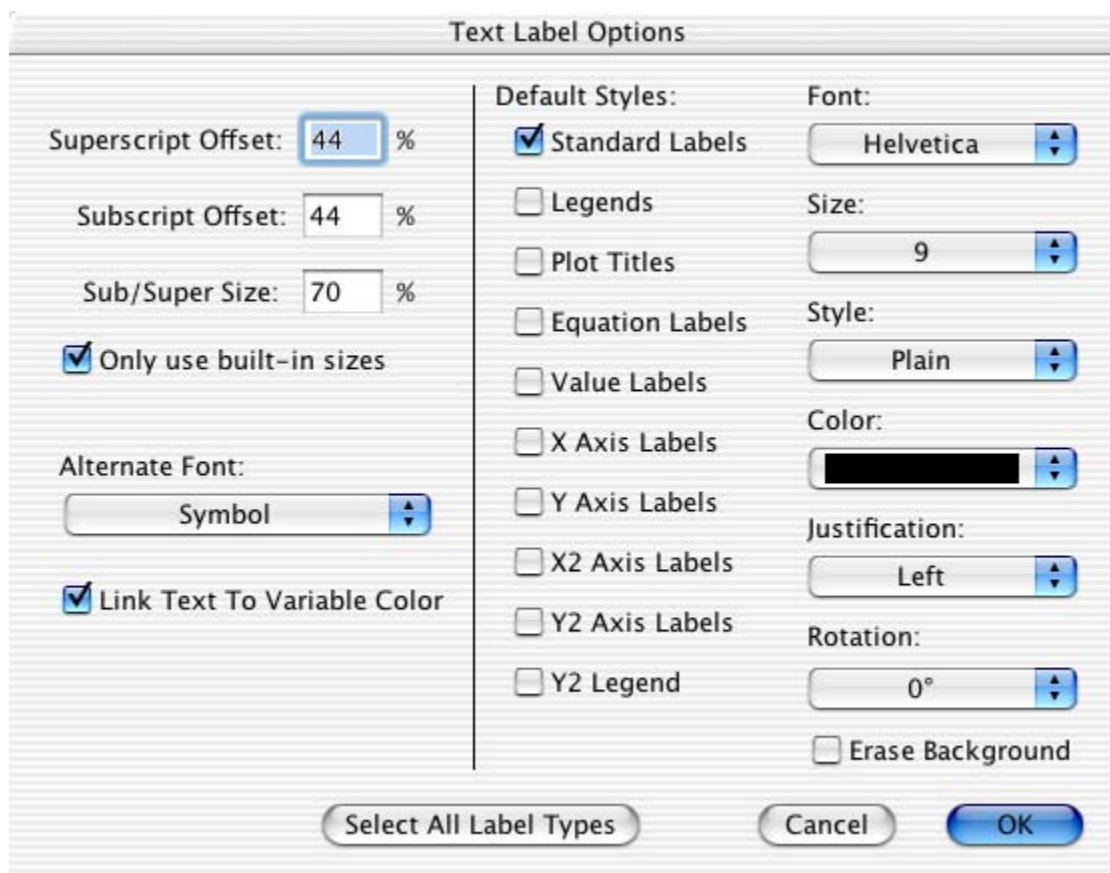 Text Label Options
Superscript Offset: 44 %
Subscript Offset: 44 %
Sub/Super Size: 70 %
Only use built-in sizes
Alternate Font:
Symbol
Link Text To Variable Color
Default Styles:
Standard Labels
Legends
Plot Titles
Equation Labels
Value Labels
X Axis Labels
Y Axis Labels
X2 Axis Labels
Y2 Axis Labels
Y2 Legend
Font:
Helvetica
Size:
9
Style:
Plain
Color:
Justification:
Left
Rotation:
0°
Erase Background
Select All Label Types
Cancel
OK